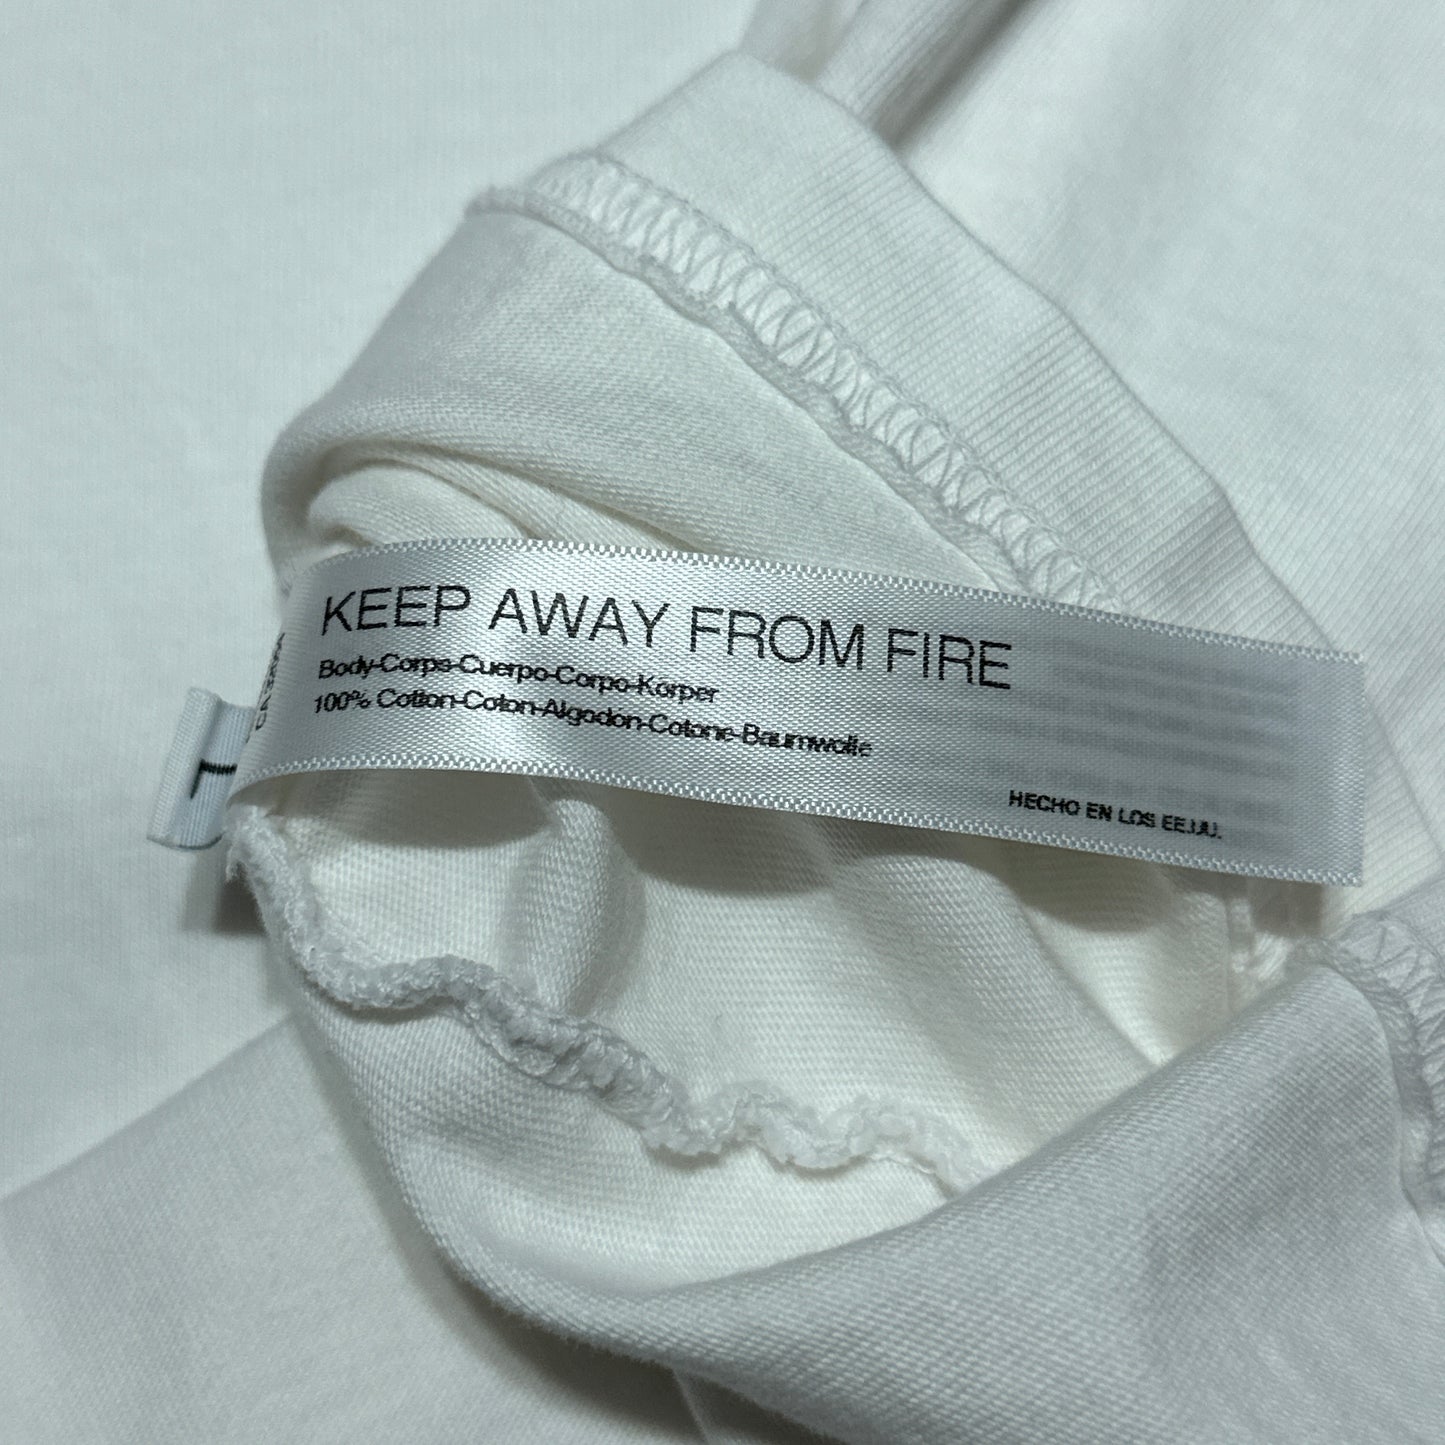 KEEP AWAY FROM FIRE
Body-Corps-Cuerpo-Corpo-Korper
100% Cotton-Coton-Algodon-Cotone-Baumwolle
HECHO EN LOS EE.UU.
L